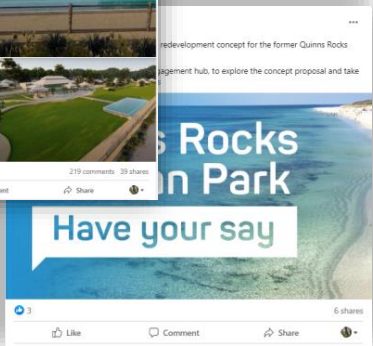 redevelopment concept for the former Quinns Rocks
engagement hub, to explore the concept proposal and take
219 comments 39 shares
Share
s Rocks
n Park
Have your say
3
6 shares
Like
Comment
Share